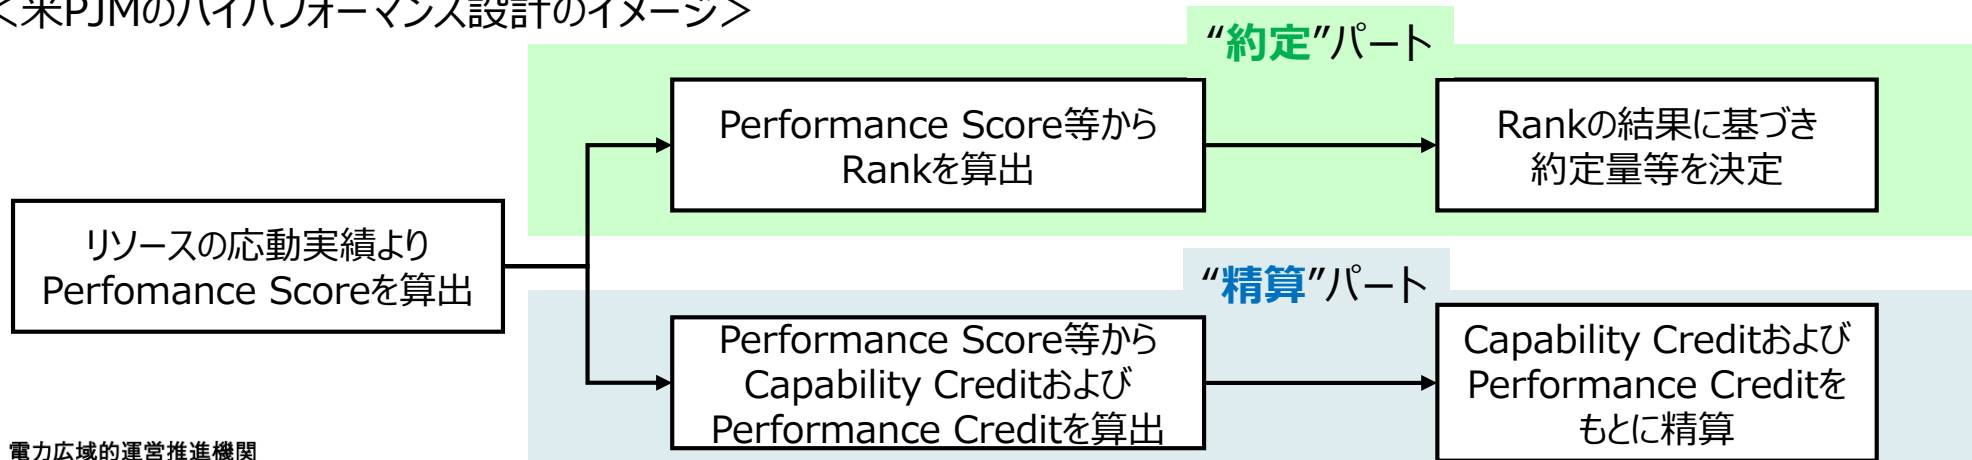 <米PJMのハイパフォーマンス設計のイメージ>
“約定”パート
Performance Score等から
Rankを算出
Rankの結果に基づき
約定量等を決定
リソースの応動実績より
Perfomance Scoreを算出
“精算”パート
Performance Score等から
Capability Creditおよび
Performance Creditを算出
Capability Creditおよび
Performance Creditを
もとに精算
電力広域的運営推進機関